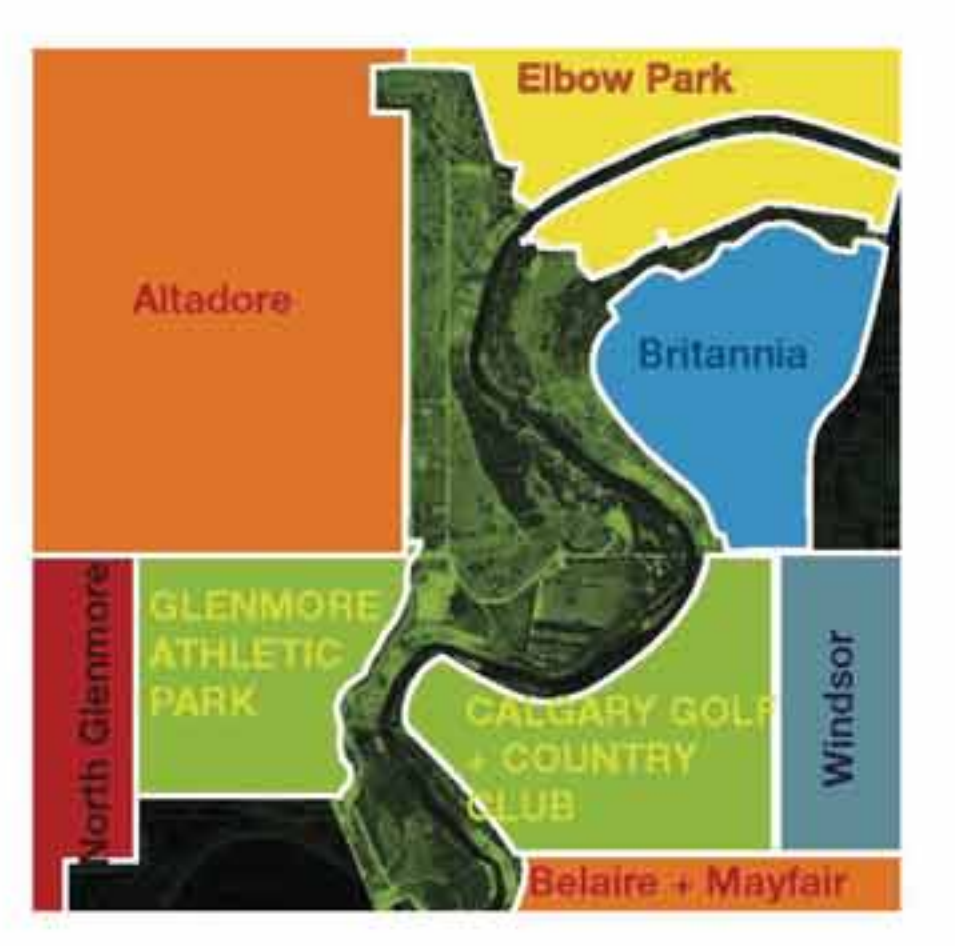 Elbow Park
Altadore
Britannia
North Glenmore
GLENMORE
ATHLETIC
PARK
CALGARY GOLF
+ COUNTRY
CLUB
Windsor
Belaire + Mayfair